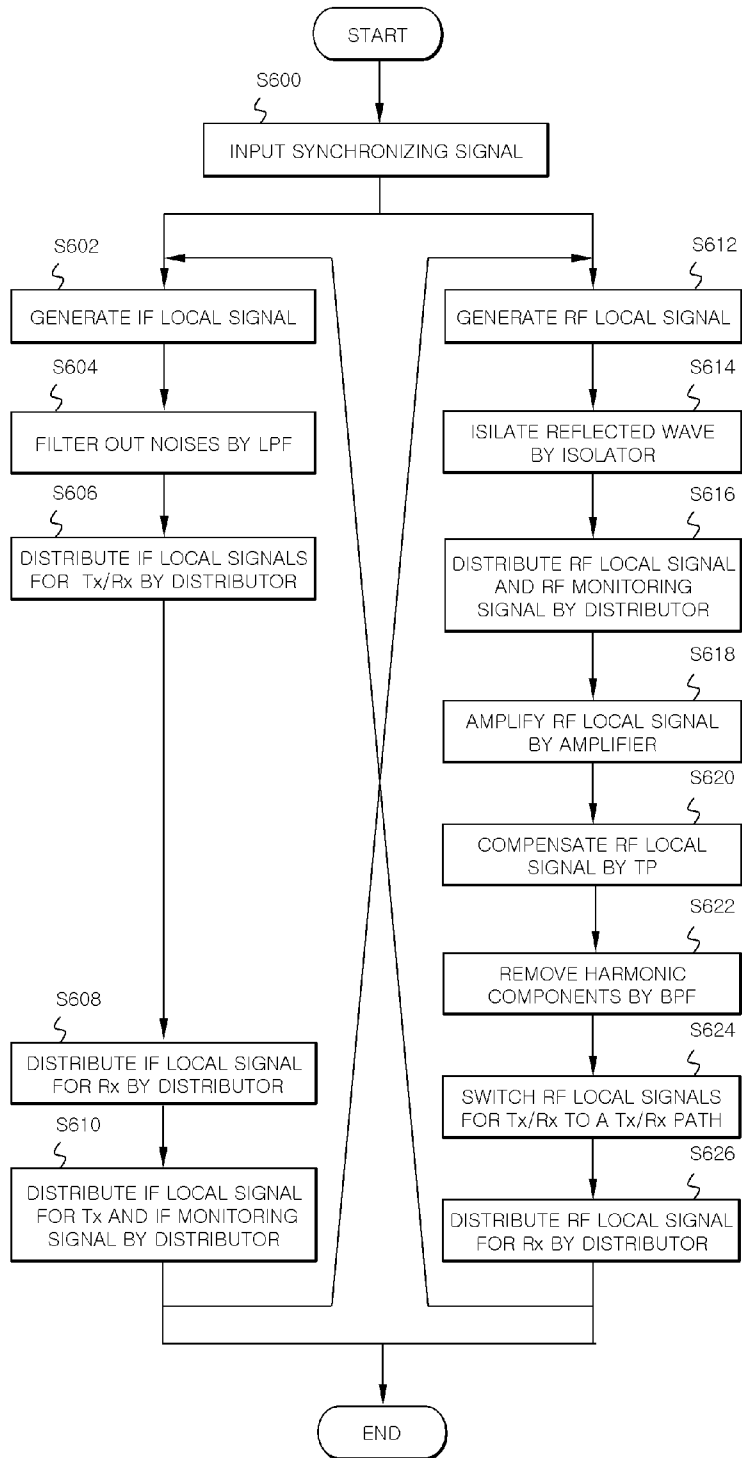 START
S600
INPUT SYNCHRONIZING SIGNAL
S602
GENERATE IF LOCAL SIGNAL
S604
FILTER OUT NOISES BY LPF
S606
DISTRIBUTE IF LOCAL SIGNALS
FOR Tx/Rx BY DISTRIBUTOR
S608
DISTRIBUTE IF LOCAL SIGNAL
FOR Rx BY DISTRIBUTOR
S610
DISTRIBUTE IF LOCAL SIGNAL
FOR Tx AND IF MONITORING
SIGNAL BY DISTRIBUTOR
S612
GENERATE RF LOCAL SIGNAL
S614
ISILATE REFLECTED WAVE
BY ISOLATOR
S616
DISTRIBUTE RF LOCAL SIGNAL
AND RF MONITORING
SIGNAL BY DISTRIBUTOR
S618
AMPLIFY RF LOCAL SIGNAL
BY AMPLIFIER
S620
COMPENSATE RF LOCAL
SIGNAL BY TP
S622
REMOVE HARMONIC
COMPONENTS BY BPF
S624
SWITCH RF LOCAL SIGNALS
FOR Tx/Rx TO A Tx/Rx PATH
S626
DISTRIBUTE RF LOCAL SIGNAL
FOR Rx BY DISTRIBUTOR
END